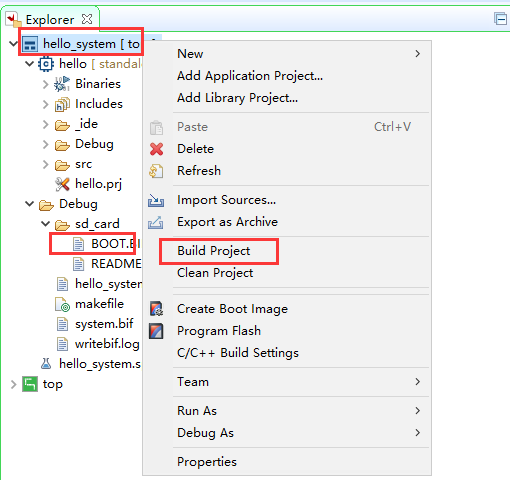 Explorer
hello_system [ to
hello [ standal
Binaries
Includes
_ide
Debug
src
hello.prj
Debug
sd_card
BOOT.BI
README
hello_system
makefile
system.bif
writebif.log
hello_system.s
top
New
Add Application Project...
Add Library Project...
Paste Ctrl+V
Delete
Refresh
Import Sources...
Export as Archive
Build Project
Clean Project
Create Boot Image
Program Flash
C/C++ Build Settings
Team
Run As
Debug As
Properties